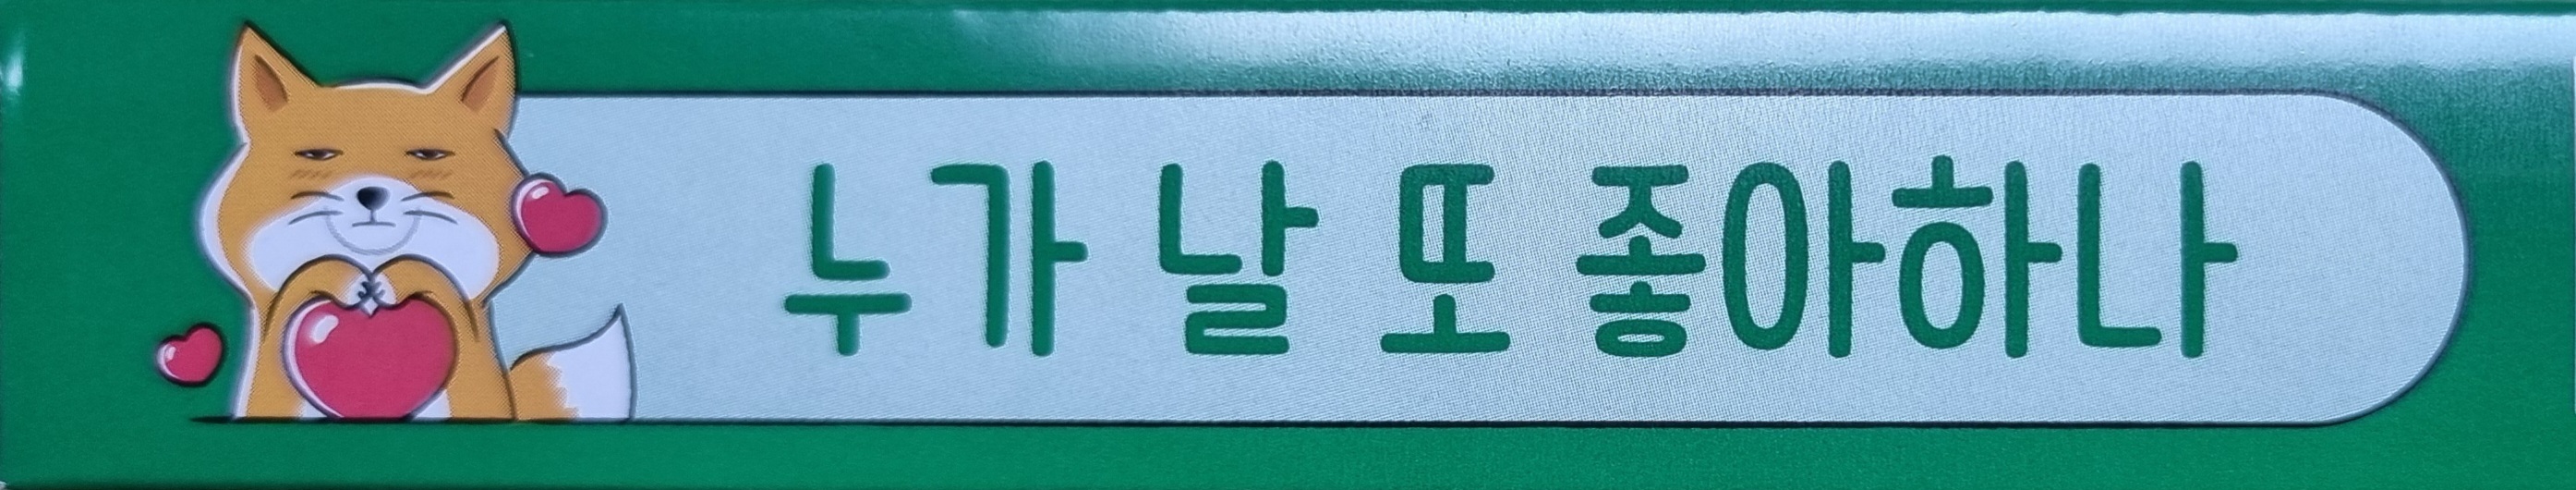 누가 날 또 좋아하나